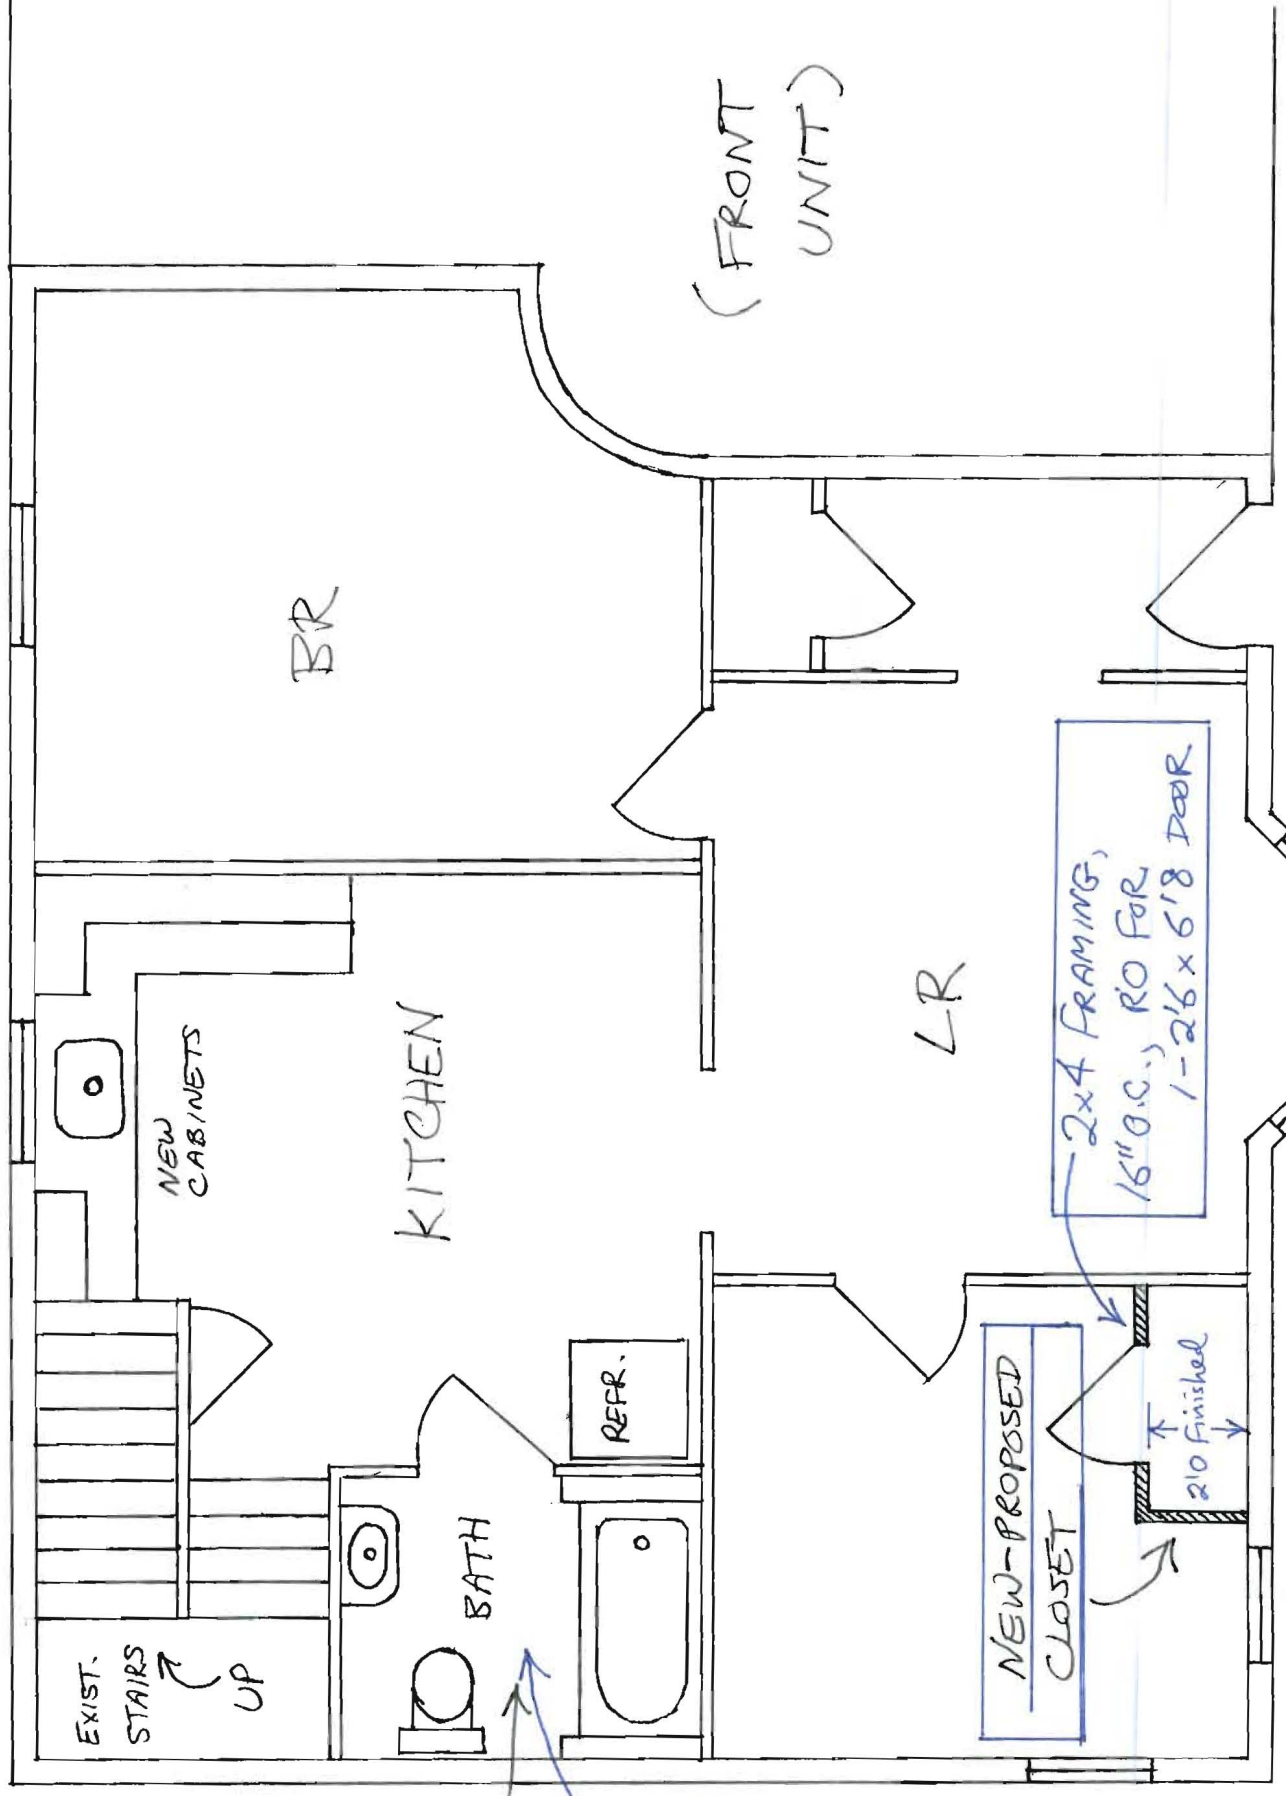 EXIST.
STAIRS
UP
NEW
CABINETS
BR
KITCHEN
BATH
REFR.
(FRONT
UNIT)
LR
2x4 FRAMING,
16" O.C., RO FOR
1-2'6 x 6'8 DOOR
NEW-PROPOSED
CLOSET
2'0 Finished